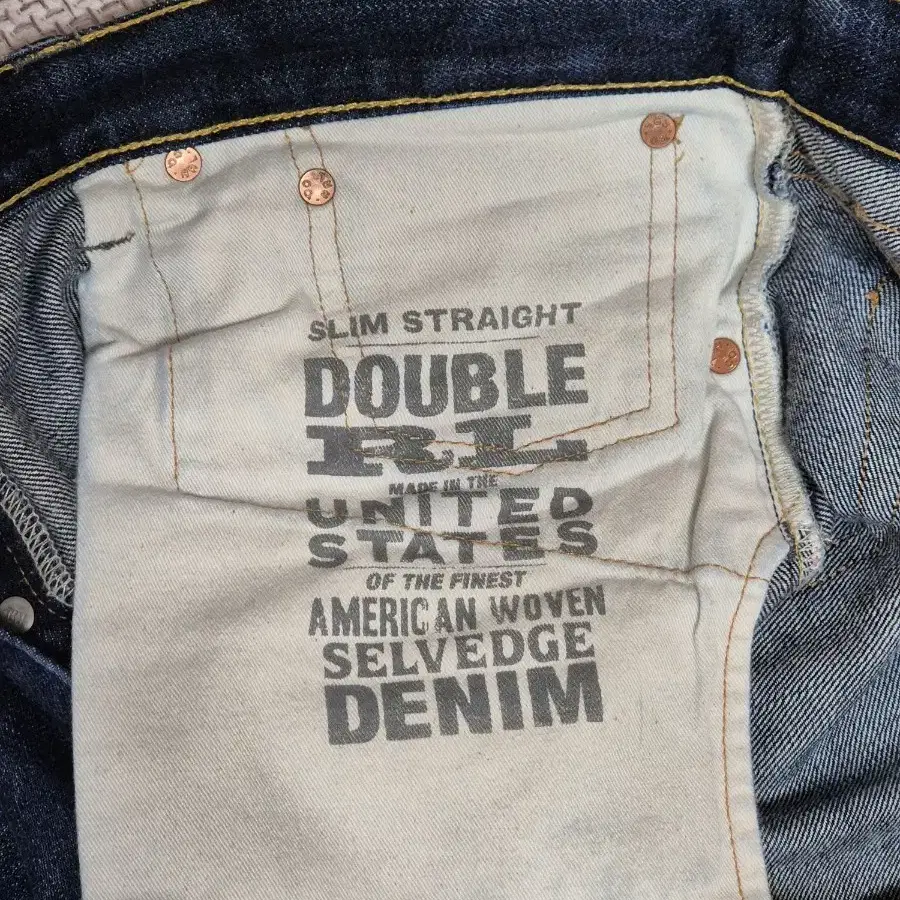 SLIM STRAIGHT
DOUBLE
RL
MADE IN THE
UNITED
STATES
OF THE FINEST
AMERICAN WOVEN
SELVEDGE
DENIM